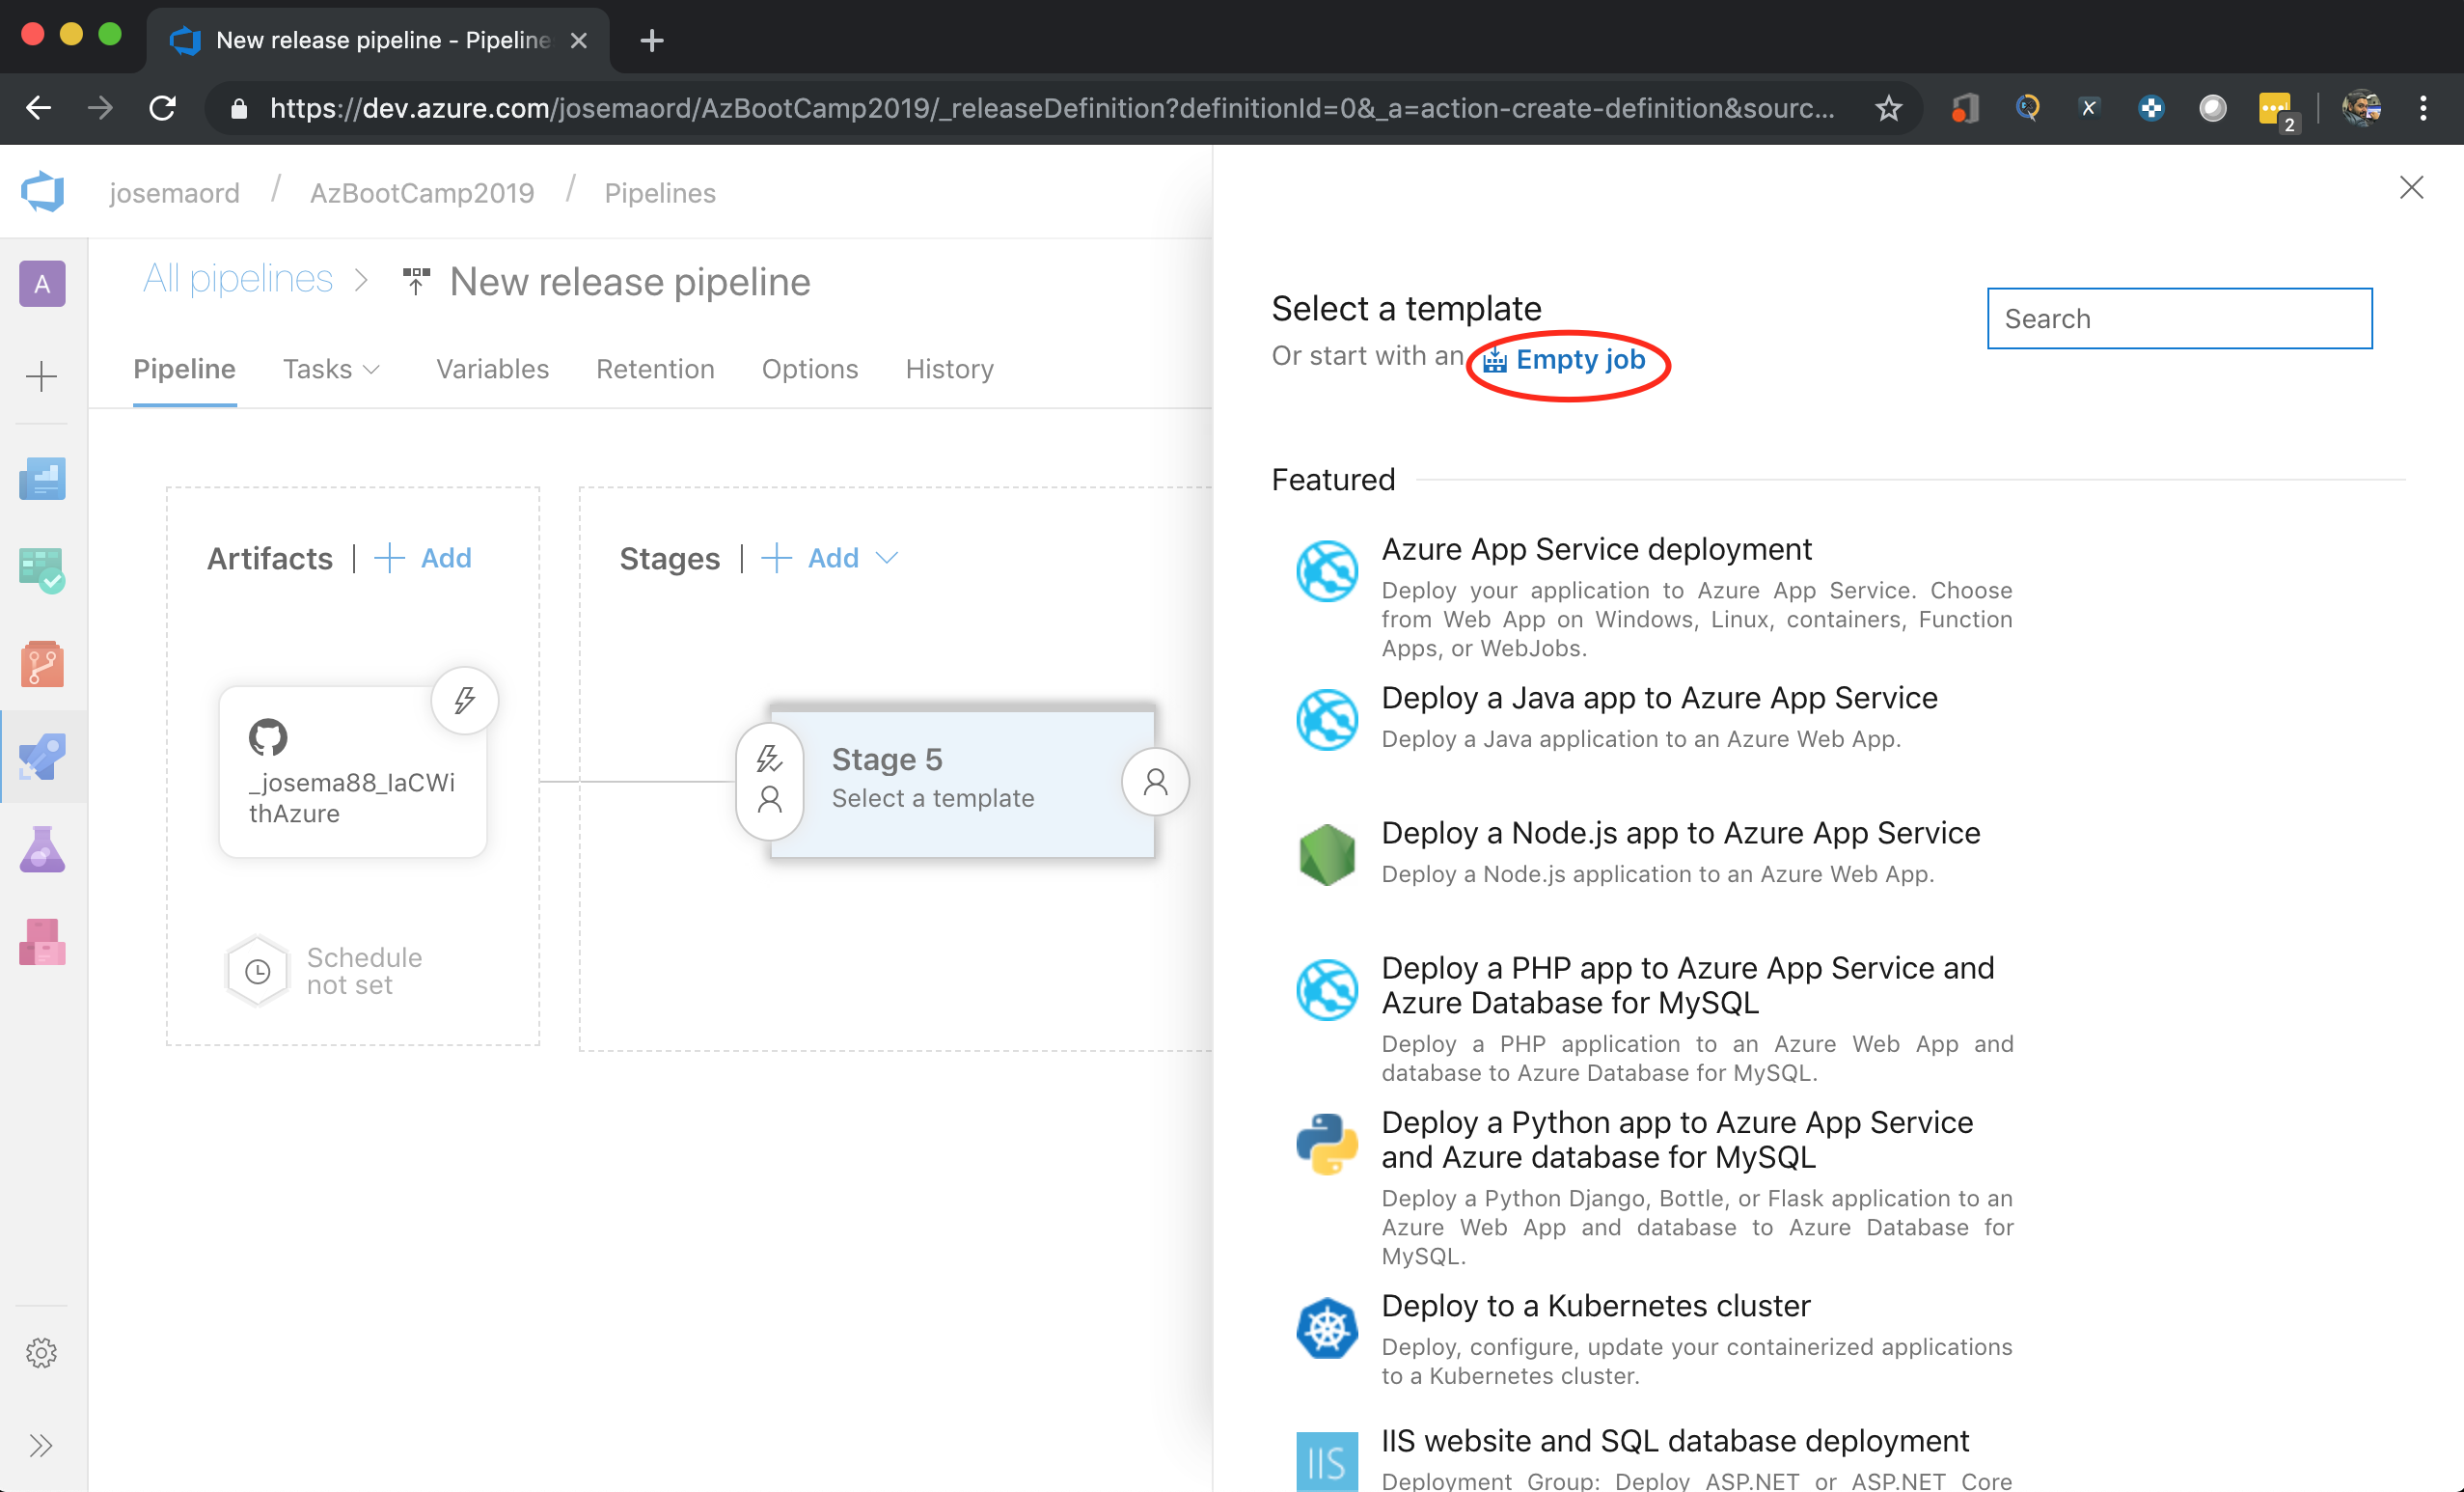 New release pipeline - Pipeline
https://dev.azure.com/josemaord/AzBootCamp2019/_releaseDefinition?definitionId=0&_a=action-create-definition&sourc...
2
josemaord / AzBootCamp2019 / Pipelines
A
All pipelines > New release pipeline
Pipeline Tasks Variables Retention Options History
Artifacts | + Add
Stages | + Add
_josema88_IaCWi
thAzure
Stage 5
Select a template
Schedule
not set
Select a template
Or start with an Empty job
Search
Featured
Azure App Service deployment
Deploy your application to Azure App Service. Choose
from Web App on Windows, Linux, containers, Function
Apps, or WebJobs.
Deploy a Java app to Azure App Service
Deploy a Java application to an Azure Web App.
Deploy a Node.js app to Azure App Service
Deploy a Node.js application to an Azure Web App.
Deploy a PHP app to Azure App Service and
Azure Database for MySQL
Deploy a PHP application to an Azure Web App and
database to Azure Database for MySQL.
Deploy a Python app to Azure App Service
and Azure database for MySQL
Deploy a Python Django, Bottle, or Flask application to an
Azure Web App and database to Azure Database for
MySQL.
Deploy to a Kubernetes cluster
Deploy, configure, update your containerized applications
to a Kubernetes cluster.
IIS
IIS website and SQL database deployment
Deployment Group: Deploy ASP.NET or ASP.NET Core